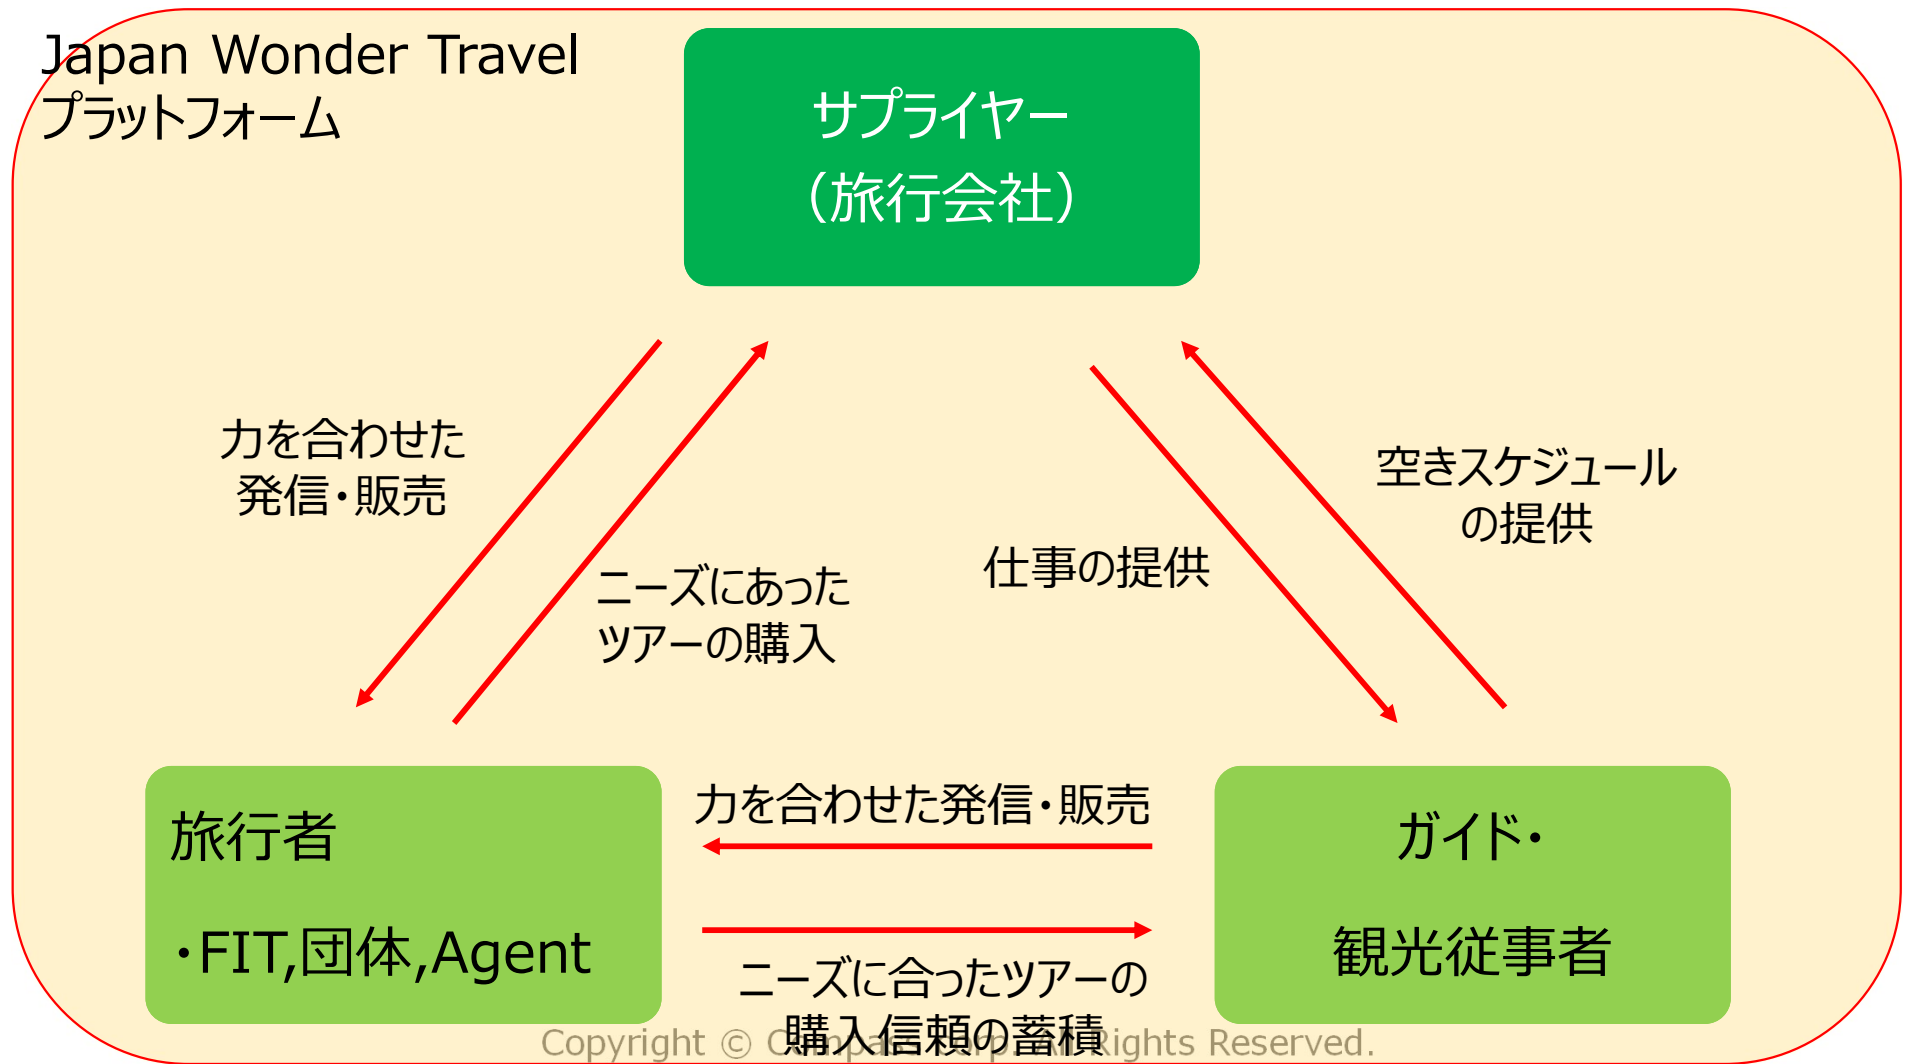 Japan Wonder Travel
プラットフォーム
サプライヤー
（旅行会社）
力を合わせた
発信・販売
ニーズにあった
ツアーの購入
仕事の提供
空きスケジュール
の提供
旅行者
・FIT,団体,Agent
力を合わせた発信・販売
ニーズに合ったツアーの
購入信頼の蓄積
ガイド・
観光従事者
Copyright © Compass corp. All Rights Reserved.